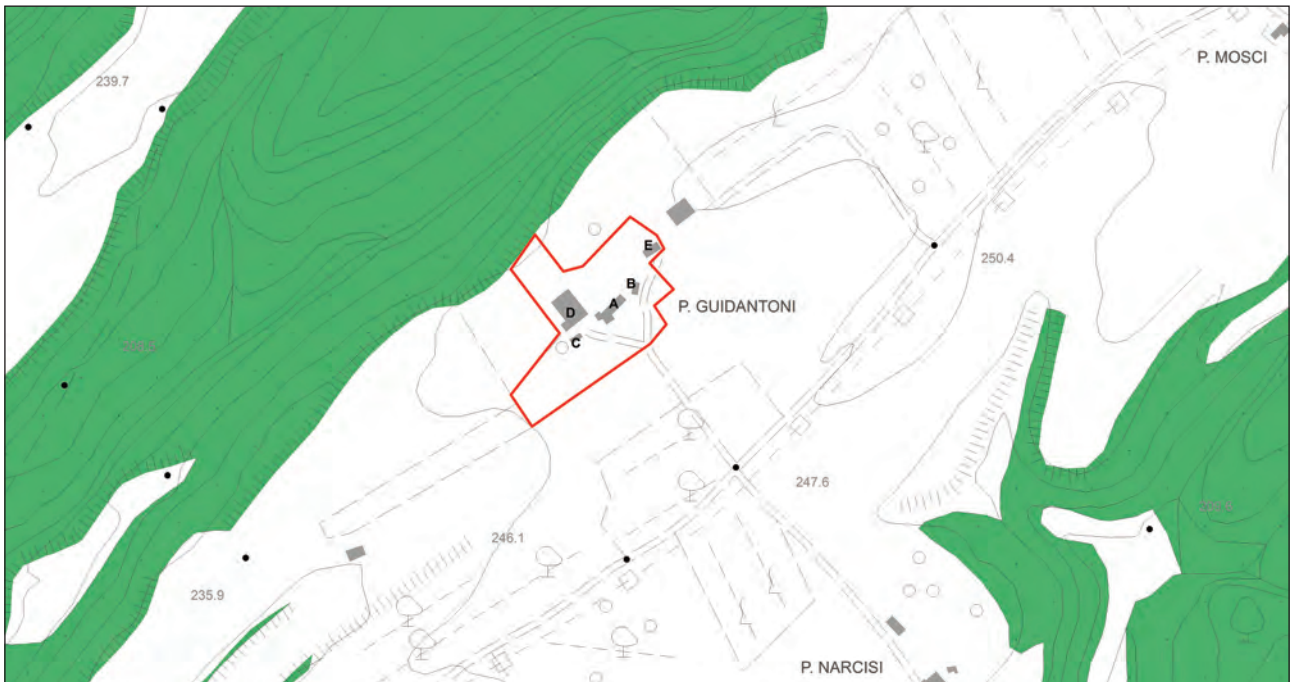 P. MOSCI
239.7
E
250.4
B
A
P. GUIDANTONI
D
C
247.6
246.1
235.9
P. NARCISI